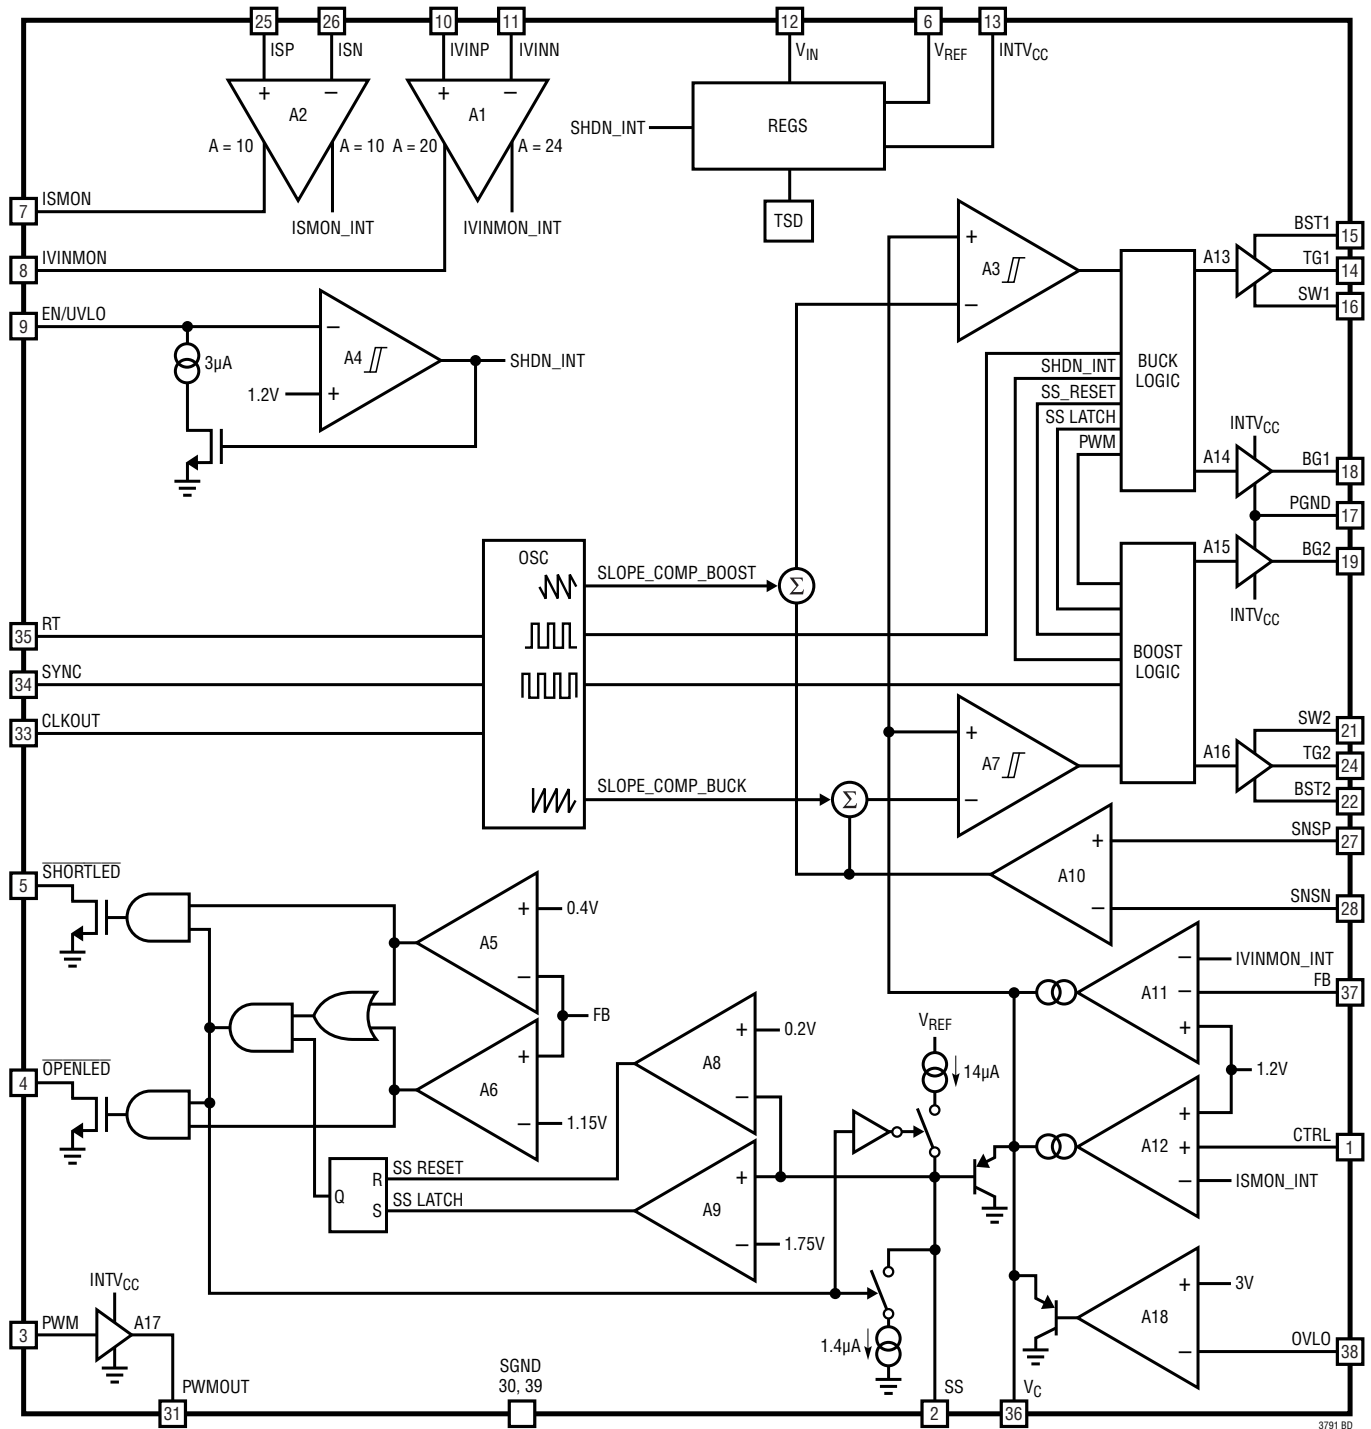 25 26 10 11 12 6 13
ISP ISN IVINP IVINN VIN VREF INTVCC
+ − + −
A2 A1
A = 10 A = 10 A = 20 A = 24
SHDN_INT REGS
TSD
7 ISMON
ISMON_INT IVINMON_INT
8 IVINMON
9 EN/UVLO
3µA
−
A4
+
1.2V
SHDN_INT
+
A3
−
BUCK
LOGIC
SHDN_INT
SS_RESET
SS LATCH
PWM
A13
BST1 15
TG1 14
SW1 16
INTVCC
A14 BG1 18
PGND 17
A15 BG2 19
INTVCC
OSC
SLOPE_COMP_BOOST
Σ
35 RT
34 SYNC
33 CLKOUT
BOOST
LOGIC
+
A7
−
A16
SW2 21
TG2 24
BST2 22
SLOPE_COMP_BUCK
Σ
+
A10
−
SNSP 27
SNSN 28
5 SHORTLED
+ 0.4V
A5
−
FB
+
A6
− 1.15V
4 OPENLED
− IVINMON_INT
A11 − FB 37
+
1.2V
+ 0.2V
A8
−
VREF
14µA
+
A12 + CTRL 1
− ISMON_INT
SS RESET
R
Q
S
SS LATCH
+
A9
− 1.75V
1.4µA
+ 3V
A18
− OVLO 38
INTVCC
3 PWM A17
PWMOUT
31
SGND
30, 39
SS
2
VC
36
3791 BD